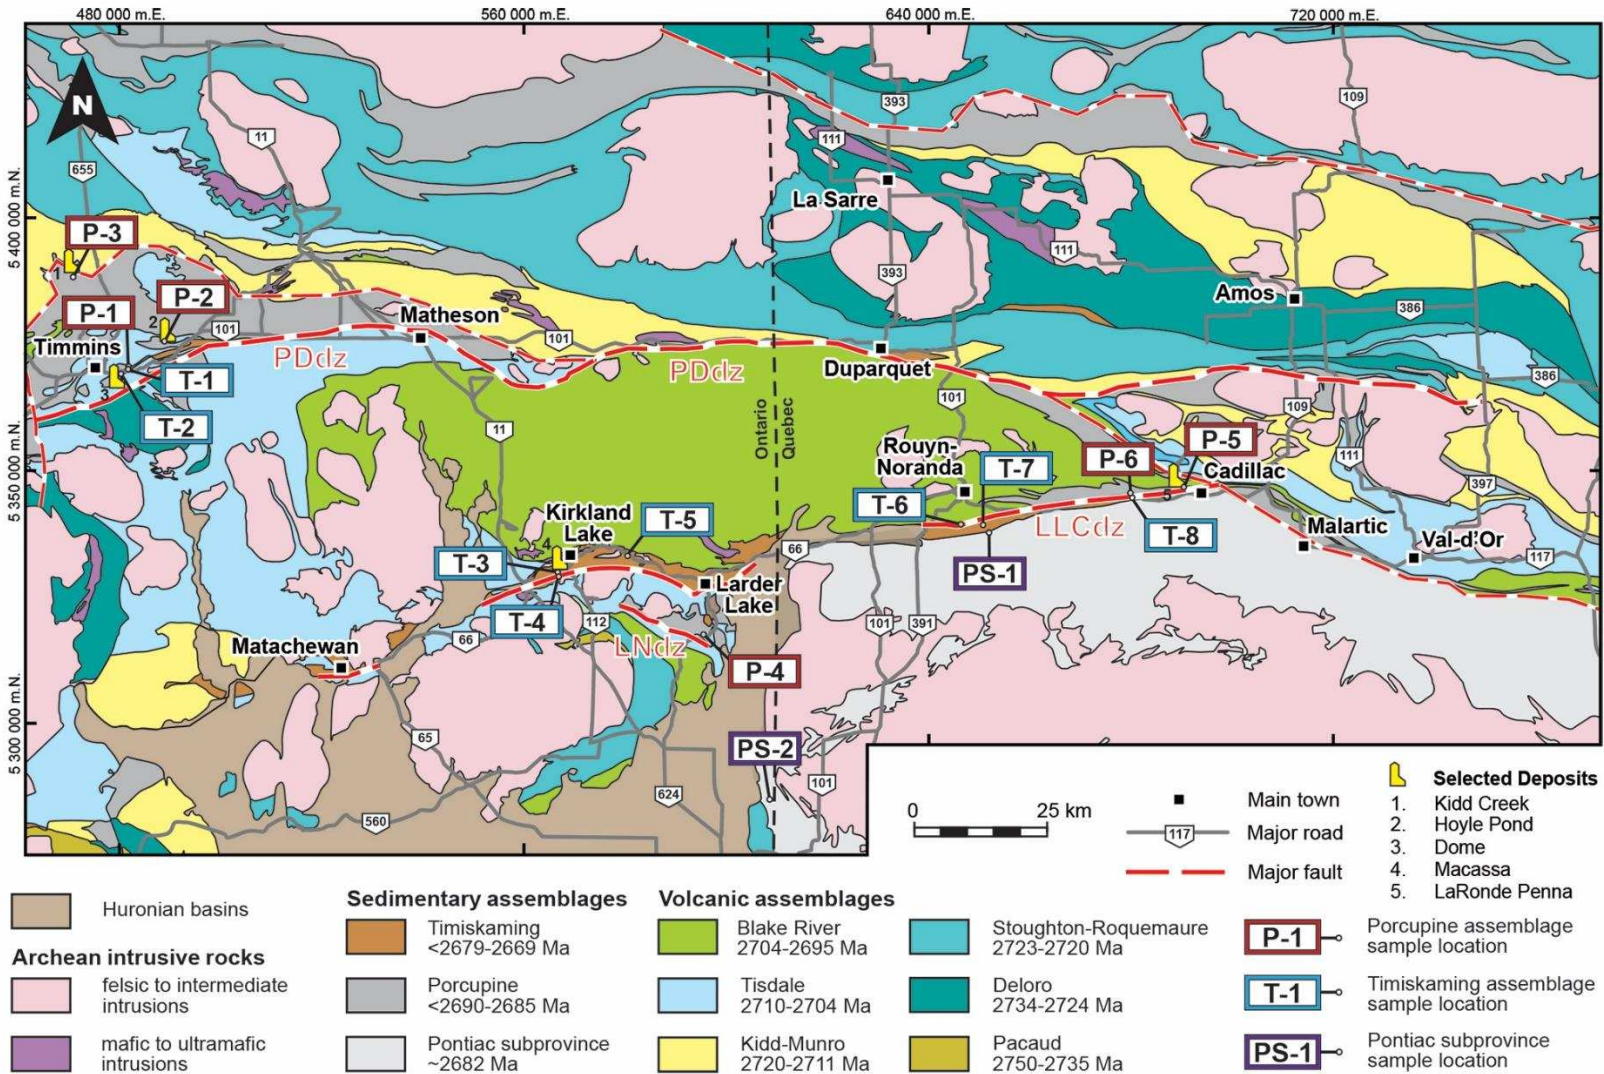 480 000 m.E.
560 000 m.E.
640 000 m.E.
720 000 m.E.
5 400 000 m.N.
5 350 000 m.N.
5 300 000 m.N.
N
655
11
393
111
109
La Sarre
P-3
1
111
393
P-1
P-2
2
101
Timmins
Matheson
Amos
386
PDdz
101
PDdz
Duparquet
3
T-1
T-2
386
101
109
Ontario
Quebec
11
Rouyn-
Noranda
T-7
P-6
P-5
111
Cadillac
5
397
Kirkland
Lake
T-5
T-6
LLCdz
T-8
Malartic
Val-d'Or
4
T-3
66
PS-1
117
Larder
Lake
T-4
112
66
101
391
Matachewan
LNdz
P-4
65
PS-2
624
101
560
0
25 km
Main town
117
Major road
Major fault
Selected Deposits
1. Kidd Creek
2. Hoyle Pond
3. Dome
4. Macassa
5. LaRonde Penna
Huronian basins
Archean intrusive rocks
felsic to intermediate
intrusions
mafic to ultramafic
intrusions
Sedimentary assemblages
Timiskaming
<2679-2669 Ma
Porcupine
<2690-2685 Ma
Pontiac subprovince
~2682 Ma
Volcanic assemblages
Blake River
2704-2695 Ma
Tisdale
2710-2704 Ma
Kidd-Munro
2720-2711 Ma
Stoughton-Roquemaure
2723-2720 Ma
Deloro
2734-2724 Ma
Pacaud
2750-2735 Ma
P-1
Porcupine assemblage
sample location
T-1
Timiskaming assemblage
sample location
PS-1
Pontiac subprovince
sample location